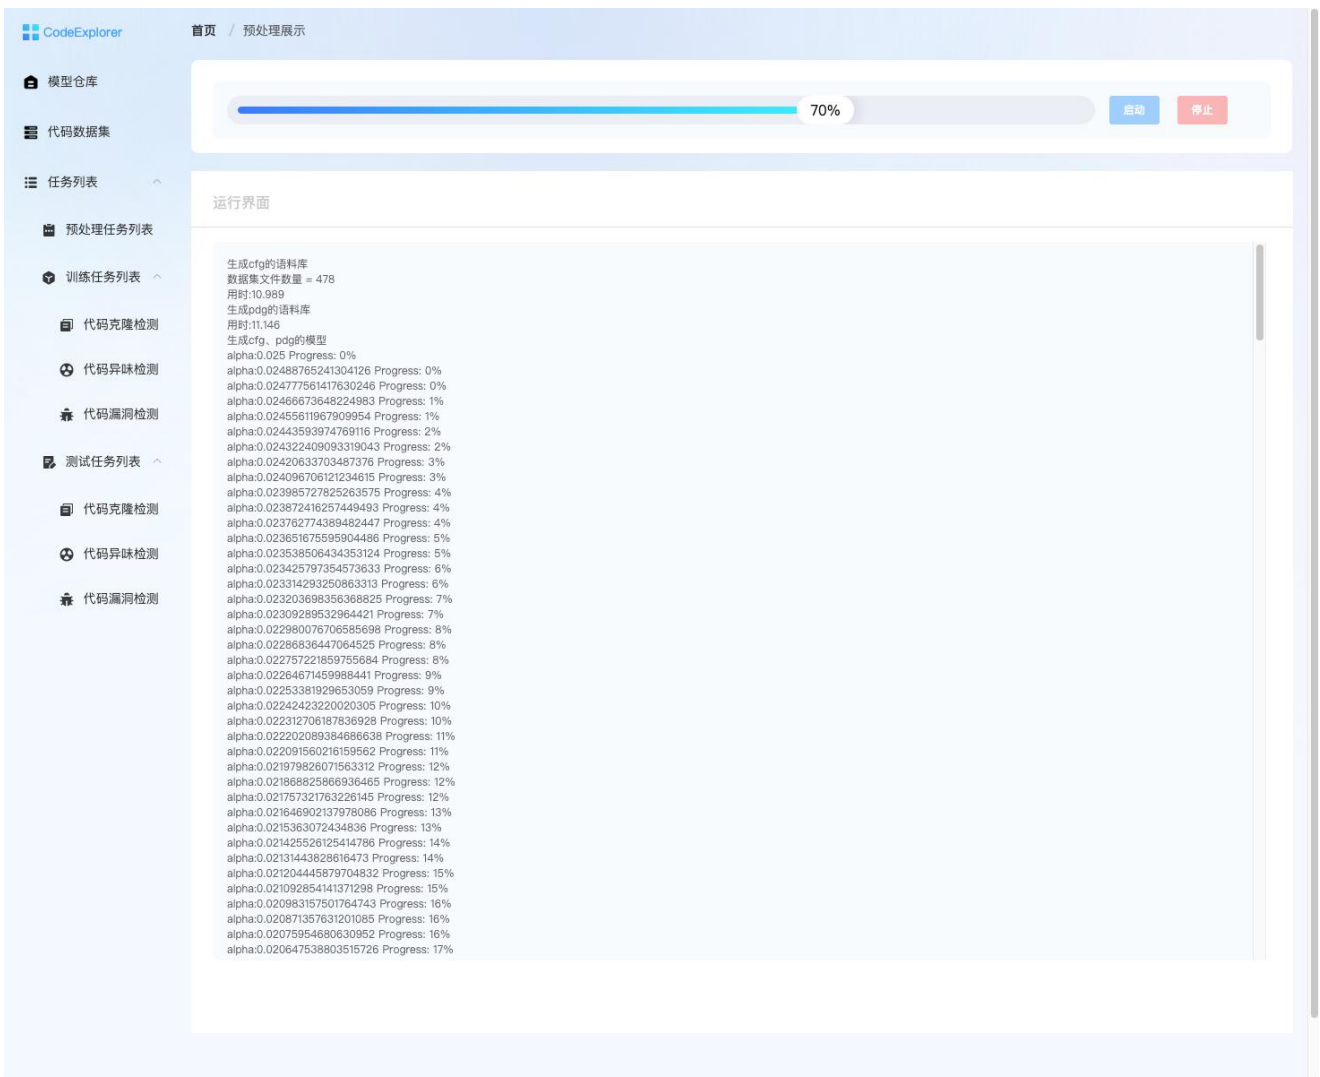 CodeExplorer
首页 / 预处理展示
模型仓库
代码数据集
任务列表
预处理任务列表
训练任务列表
代码克隆检测
代码异味检测
代码漏洞检测
测试任务列表
代码克隆检测
代码异味检测
代码漏洞检测
70%
启动
停止
运行界面
生成cfg的语料库
数据集文件数量 = 478
用时:10.989
生成pdg的语料库
用时:11.146
生成cfg、pdg的模型
alpha:0.025 Progress: 0%
alpha:0.02488765241304126 Progress: 0%
alpha:0.024777561417630246 Progress: 0%
alpha:0.02466673648224983 Progress: 1%
alpha:0.02455611967909954 Progress: 1%
alpha:0.02443593974769116 Progress: 2%
alpha:0.024322409093319043 Progress: 2%
alpha:0.02420633703487376 Progress: 3%
alpha:0.024096706121234615 Progress: 3%
alpha:0.023985727825263575 Progress: 4%
alpha:0.023872416257449493 Progress: 4%
alpha:0.023762774389482447 Progress: 4%
alpha:0.023651675595904486 Progress: 5%
alpha:0.023538506434353124 Progress: 5%
alpha:0.023425797354573633 Progress: 6%
alpha:0.023314293250863313 Progress: 6%
alpha:0.023203698356368825 Progress: 7%
alpha:0.02309289532964421 Progress: 7%
alpha:0.022980076706585698 Progress: 8%
alpha:0.02286836447064525 Progress: 8%
alpha:0.022757221859755684 Progress: 8%
alpha:0.02264671459988441 Progress: 9%
alpha:0.02253381929653059 Progress: 9%
alpha:0.02242423220020305 Progress: 10%
alpha:0.022312706187836928 Progress: 10%
alpha:0.022202089384686638 Progress: 11%
alpha:0.022091560216159562 Progress: 11%
alpha:0.021979826071563312 Progress: 12%
alpha:0.021868825866936465 Progress: 12%
alpha:0.021757321763226145 Progress: 12%
alpha:0.021646902137978086 Progress: 13%
alpha:0.0215363072434836 Progress: 13%
alpha:0.021425526125414786 Progress: 14%
alpha:0.02131443828616473 Progress: 14%
alpha:0.021204445879704832 Progress: 15%
alpha:0.021092854141371298 Progress: 15%
alpha:0.020983157501764743 Progress: 16%
alpha:0.020871357631201085 Progress: 16%
alpha:0.02075954680630952 Progress: 16%
alpha:0.020647538803515726 Progress: 17%